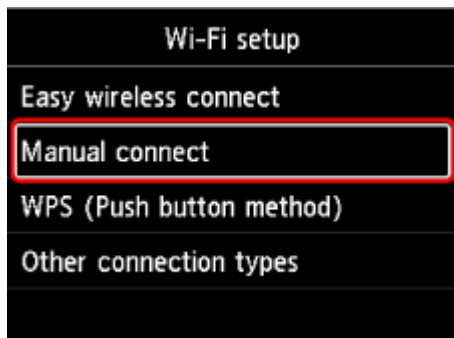 Wi-Fi setup
Easy wireless connect
Manual connect
WPS (Push button method)
Other connection types